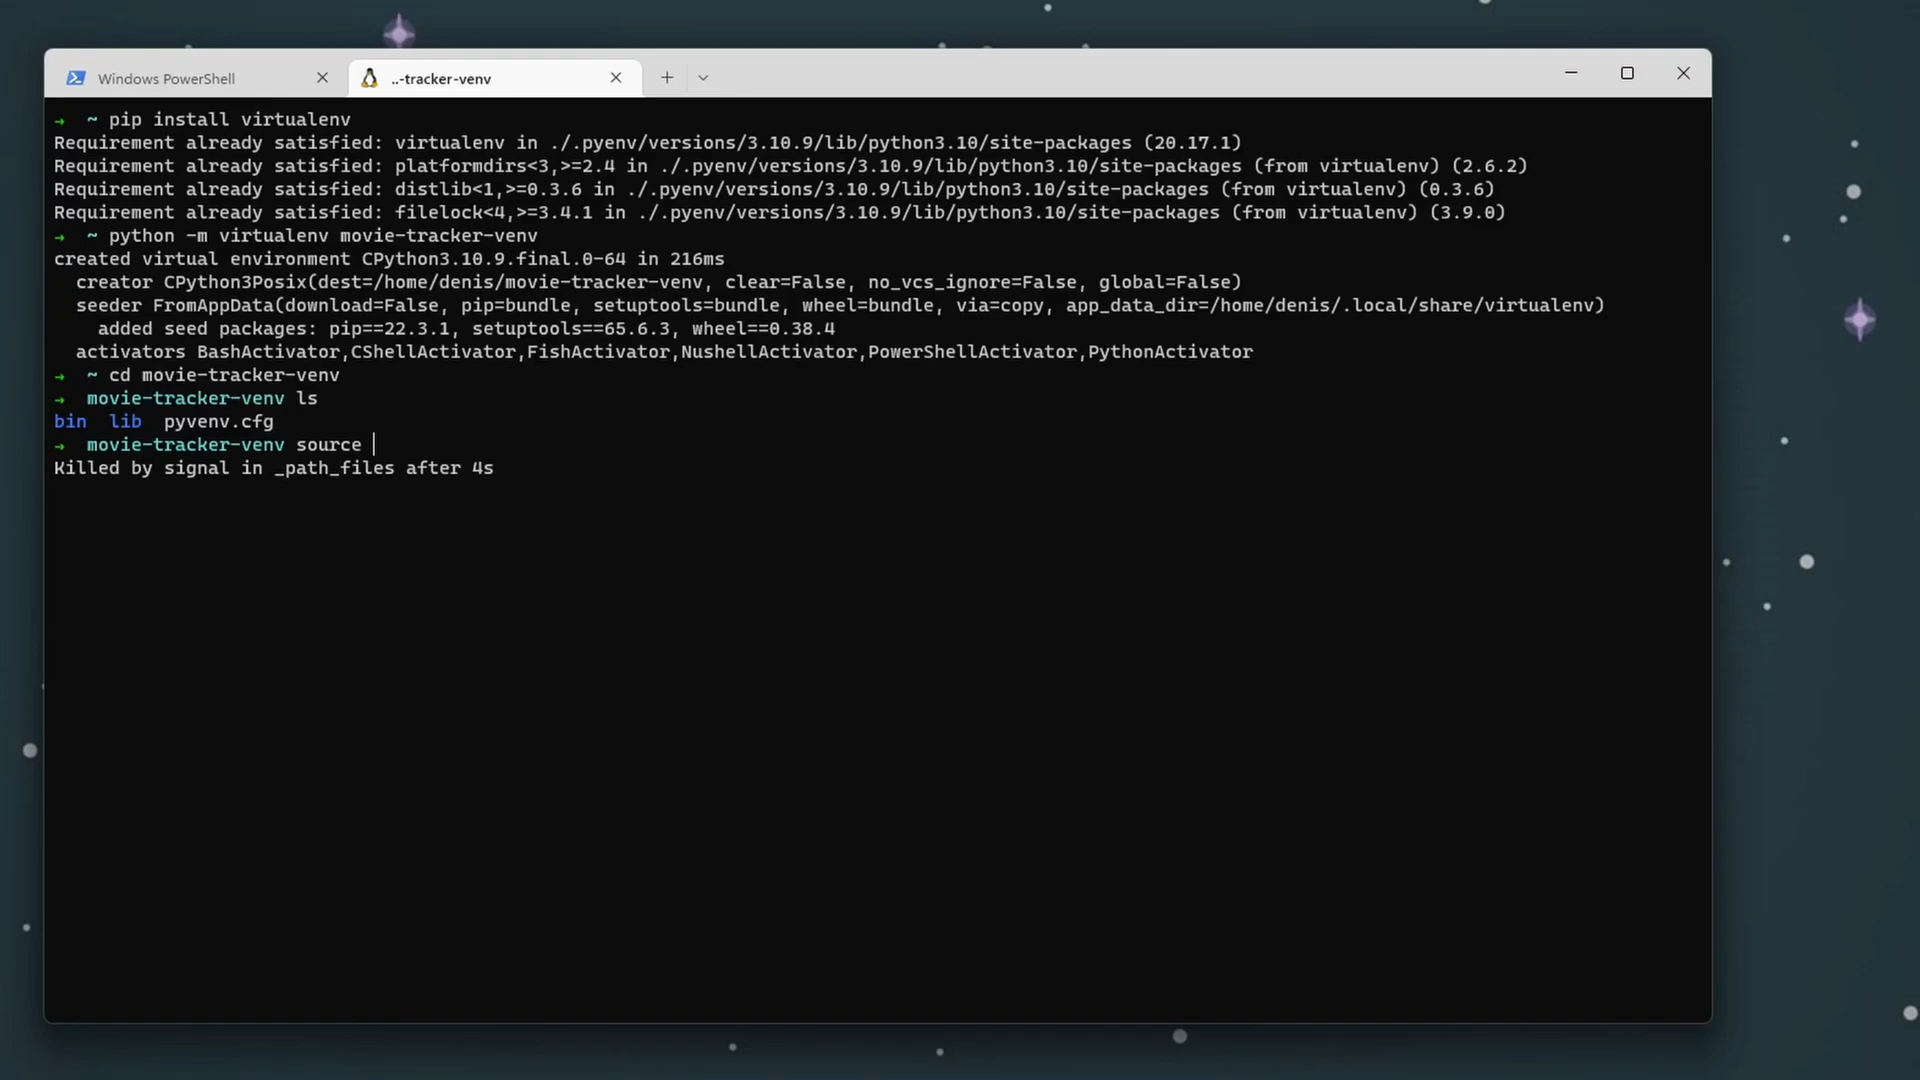 Windows PowerShell
..-tracker-venv
→ ~ pip install virtualenv
Requirement already satisfied: virtualenv in ./.pyenv/versions/3.10.9/lib/python3.10/site-packages (20.17.1)
Requirement already satisfied: platformdirs<3,>=2.4 in ./.pyenv/versions/3.10.9/lib/python3.10/site-packages (from virtualenv) (2.6.2)
Requirement already satisfied: distlib<1,>=0.3.6 in ./.pyenv/versions/3.10.9/lib/python3.10/site-packages (from virtualenv) (0.3.6)
Requirement already satisfied: filelock<4,>=3.4.1 in ./.pyenv/versions/3.10.9/lib/python3.10/site-packages (from virtualenv) (3.9.0)
→ ~ python -m virtualenv movie-tracker-venv
created virtual environment CPython3.10.9.final.0-64 in 216ms
creator CPython3Posix(dest=/home/denis/movie-tracker-venv, clear=False, no_vcs_ignore=False, global=False)
seeder FromAppData(download=False, pip=bundle, setuptools=bundle, wheel=bundle, via=copy, app_data_dir=/home/denis/.local/share/virtualenv)
added seed packages: pip==22.3.1, setuptools==65.6.3, wheel==0.38.4
activators BashActivator,CShellActivator,FishActivator,NushellActivator,PowerShellActivator,PythonActivator
→ ~ cd movie-tracker-venv
→ movie-tracker-venv ls
bin lib pyvenv.cfg
→ movie-tracker-venv source
Killed by signal in _path_files after 4s